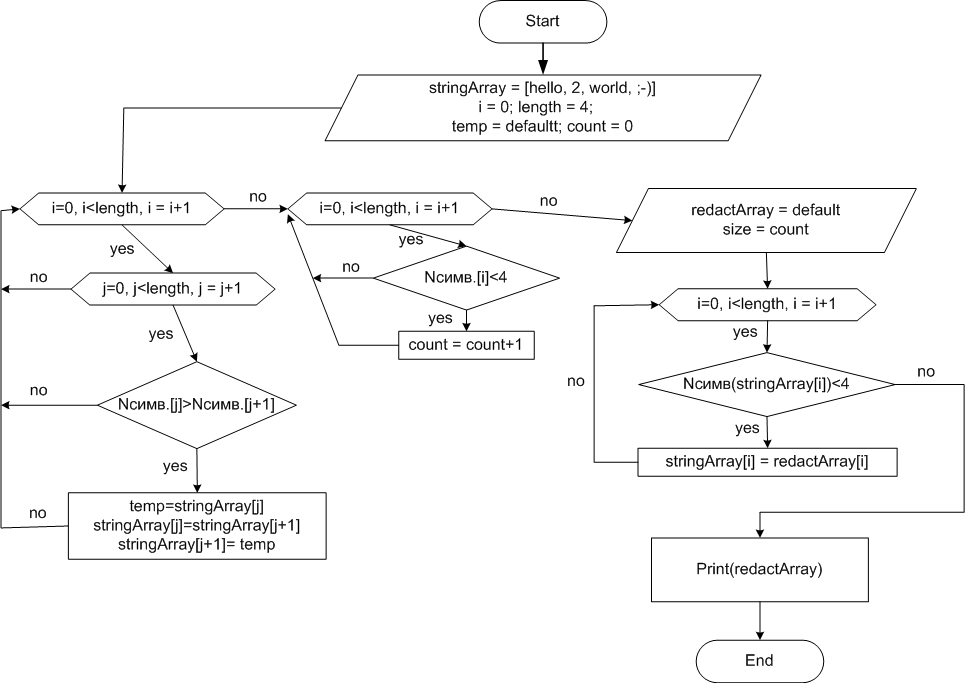 Start
stringArray = [hello, 2, world, ;-)]
i = 0; length = 4;
temp = defaultt; count = 0
i=0, i<length, i = i+1
no
yes
j=0, j<length, j = j+1
no
yes
Nсимв.[j]>Nсимв.[j+1]
no
yes
temp=stringArray[j]
stringArray[j]=stringArray[j+1]
stringArray[j+1]= temp
no
i=0, i<length, i = i+1
no
yes
Nсимв.[i]<4
no
yes
count = count+1
redactArray = default
size = count
i=0, i<length, i = i+1
yes
Nсимв(stringArray[i])<4
no
no
yes
stringArray[i] = redactArray[i]
Print(redactArray)
End